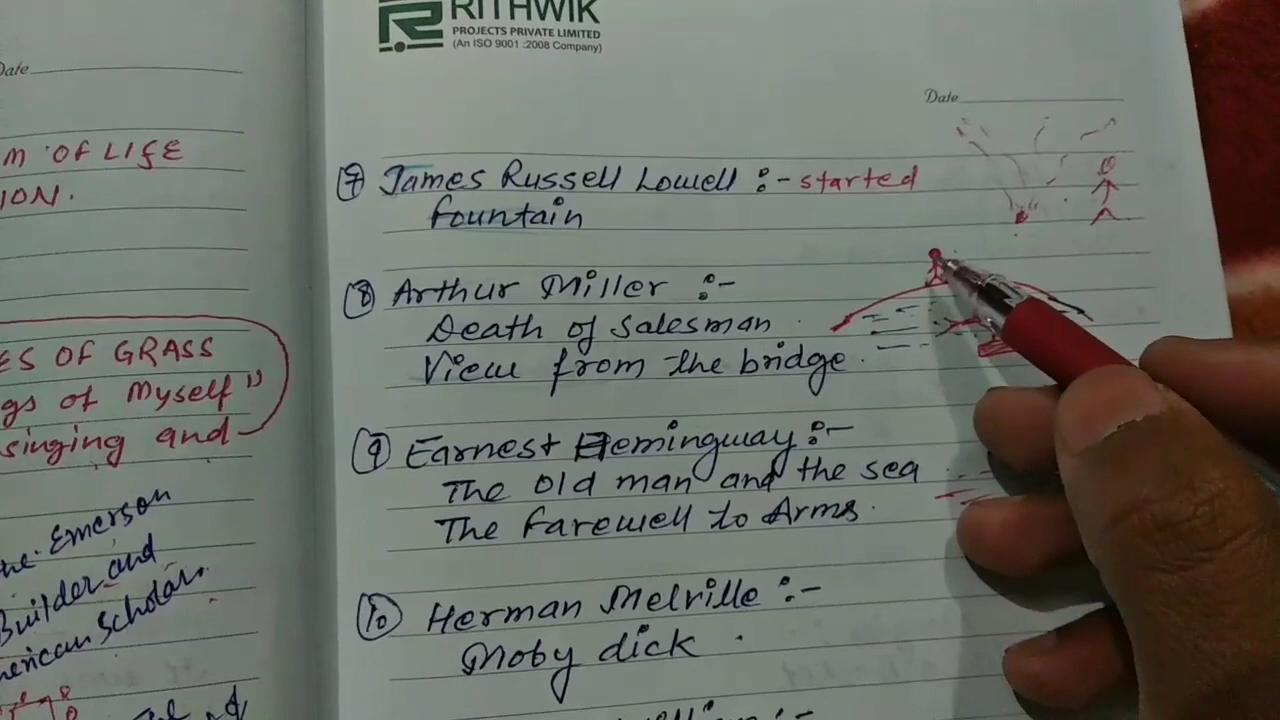 Date
M OF LIFE
ION.
ES OF GRASS
gs of Myself"
singing and
the Emerson
Builder and
merican Scholar.
RITHWIK
PROJECTS PRIVATE LIMITED
(An ISO 9001 :2008 Company)
Date
7 James Russell Lowell :- started
fountain
8 Arthur Miller :-
Death of Salesman
View from the bridge.
9 Earnest Hemingway :-
The Old man and the sea
The Farewell to Arms.
10 Herman Melville :-
Moby dick